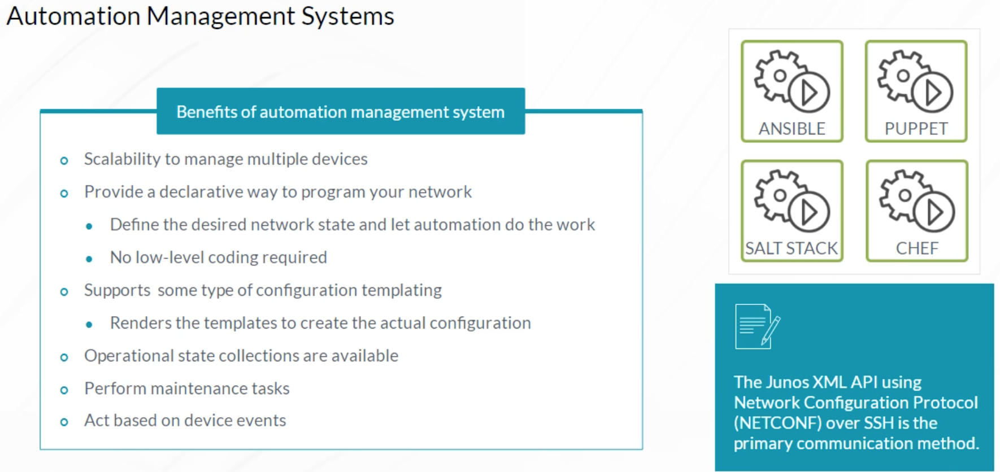 Automation Management Systems
Benefits of automation management system
Scalability to manage multiple devices
Provide a declarative way to program your network
Define the desired network state and let automation do the work
No low-level coding required
Supports some type of configuration templating
Renders the templates to create the actual configuration
Operational state collections are available
Perform maintenance tasks
Act based on device events
ANSIBLE
PUPPET
SALT STACK
CHEF
The Junos XML API using
Network Configuration Protocol
(NETCONF) over SSH is the
primary communication method.